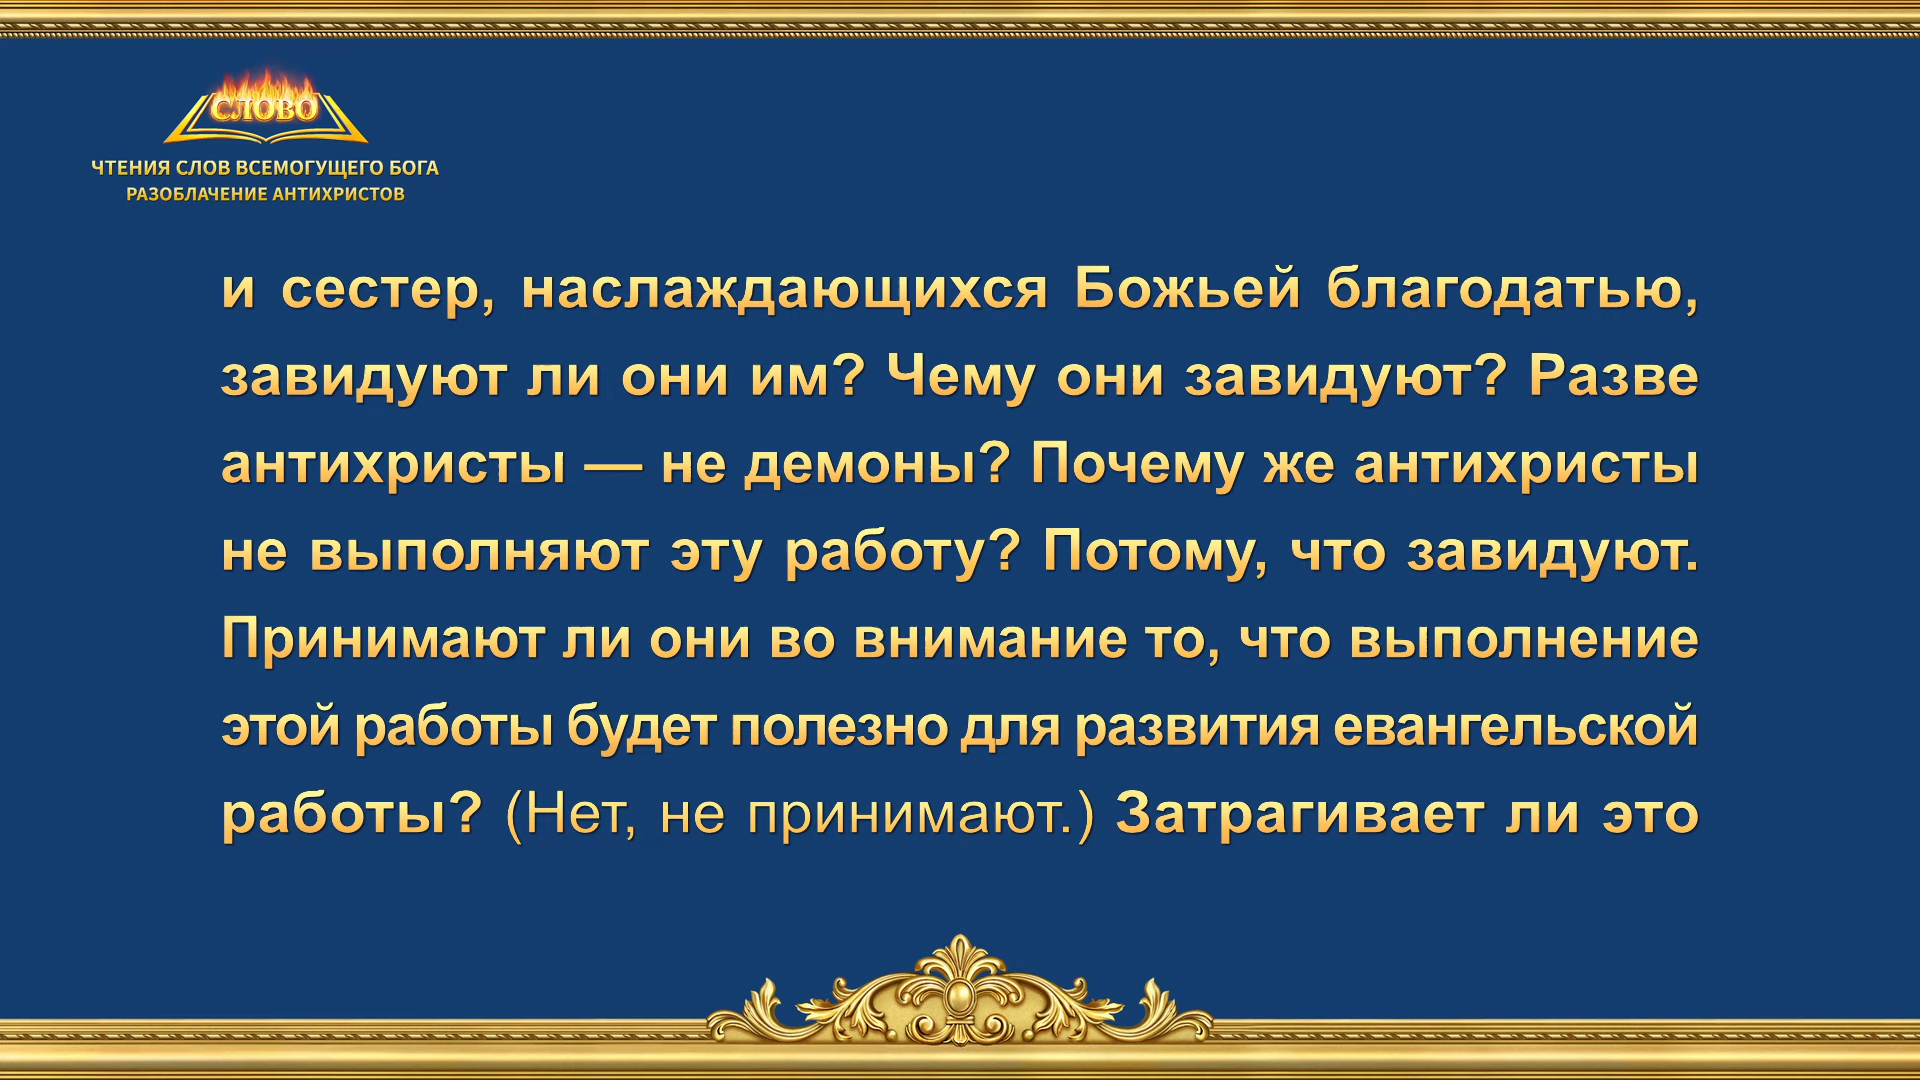 СЛОВО
ЧТЕНИЯ СЛОВ ВСЕМОГУЩЕГО БОГА
РАЗОБЛАЧЕНИЕ АНТИХРИСТОВ
и сестер, наслаждающихся Божьей благодатью,
завидуют ли они им? Чему они завидуют? Разве
антихристы — не демоны? Почему же антихристы
не выполняют эту работу? Потому, что завидуют.
Принимают ли они во внимание то, что выполнение
этой работы будет полезно для развития евангельской
работы? (Нет, не принимают.) Затрагивает ли это